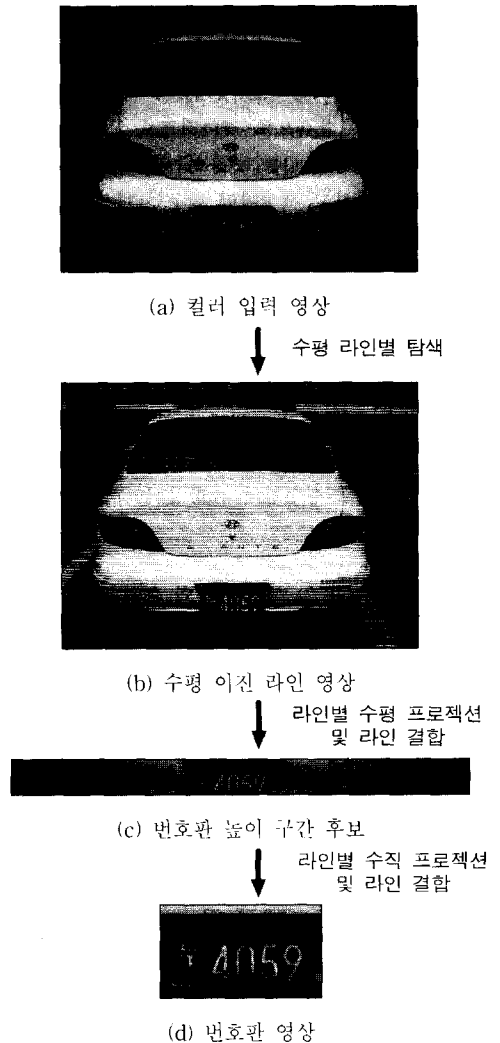 (a) 컬러 입력 영상
수평 라인별 탐색
(b) 수평 이진 라인 영상
라인별 수평 프로젝션
및 라인 결합
4059
(c) 번호판 높이 구간 후보
라인별 수직 프로젝션
및 라인 결합
4059
(d) 번호판 영상